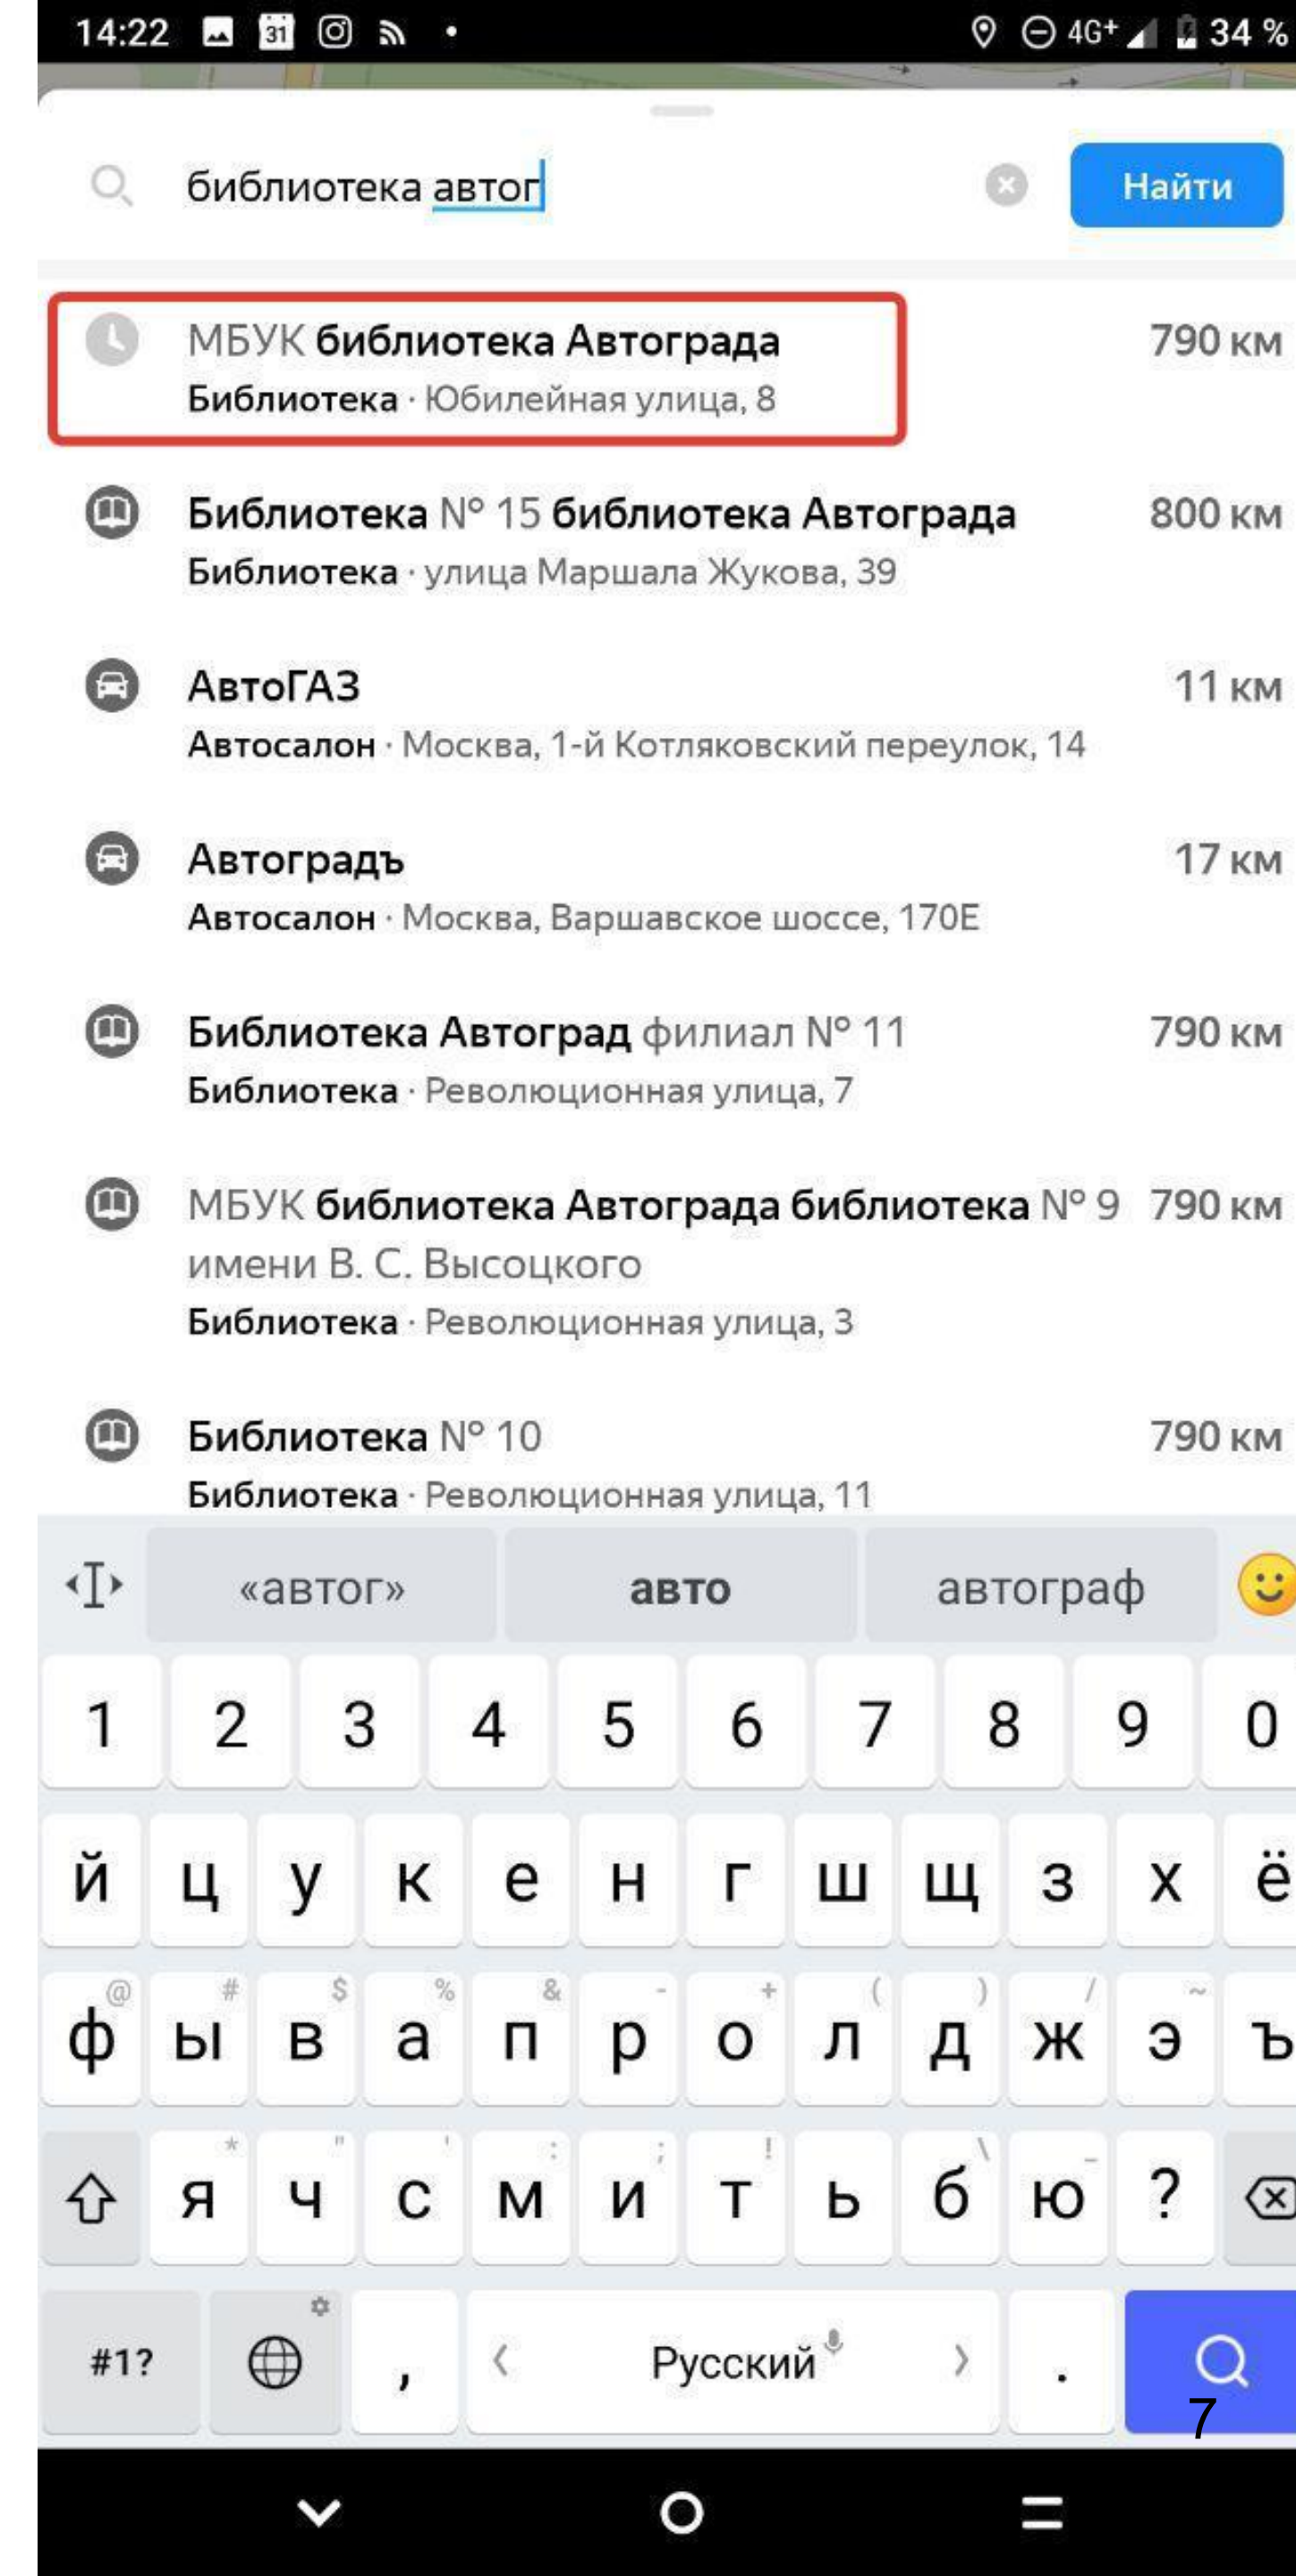 14:22 31 4G+ 34 %
библиотека автог Найти
МБУК библиотека Автограда 790 км
Библиотека · Юбилейная улица, 8
Библиотека № 15 библиотека Автограда 800 км
Библиотека · улица Маршала Жукова, 39
АвтоГАЗ 11 км
Автосалон · Москва, 1-й Котляковский переулок, 14
Автоградъ 17 км
Автосалон · Москва, Варшавское шоссе, 170Е
Библиотека Автоград филиал № 11 790 км
Библиотека · Революционная улица, 7
МБУК библиотека Автограда библиотека № 9 790 км
имени В. С. Высоцкого
Библиотека · Революционная улица, 3
Библиотека № 10 790 км
Библиотека · Революционная улица, 11
«автог» авто автограф
1 2 3 4 5 6 7 8 9 0
й ц у к е н г ш щ з х ё
@ # $ % & - + ( ) / ~
ф ы в а п р о л д ж э ъ
* " ' : ; ! \ _
я ч с м и т ь б ю ?
#1? , Русский .
7